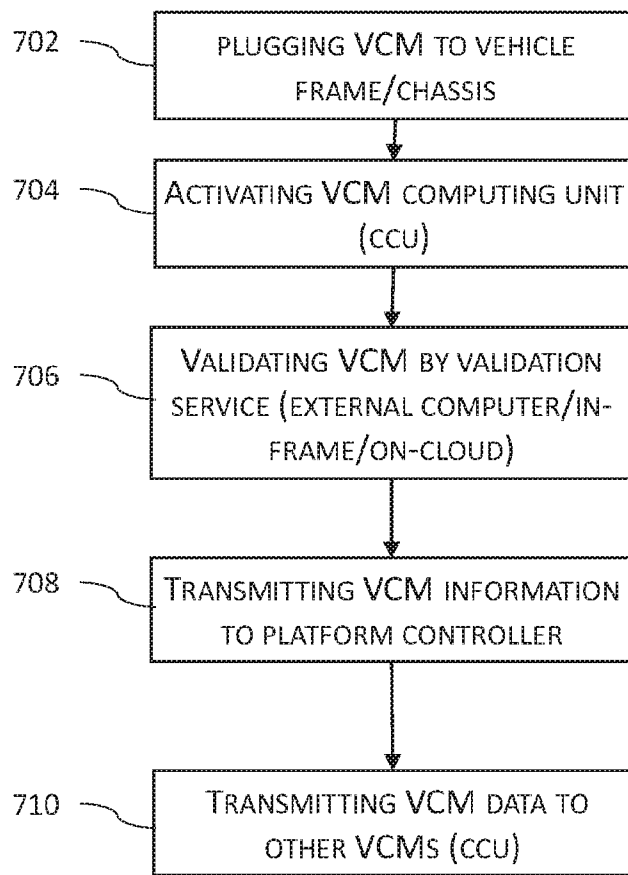 702
PLUGGING VCM TO VEHICLE
FRAME/CHASSIS
704
ACTIVATING VCM COMPUTING UNIT
(CCU)
706
VALIDATING VCM BY VALIDATION
SERVICE (EXTERNAL COMPUTER/IN-
FRAME/ON-CLOUD)
708
TRANSMITTING VCM INFORMATION
TO PLATFORM CONTROLLER
710
TRANSMITTING VCM DATA TO
OTHER VCMS (CCU)